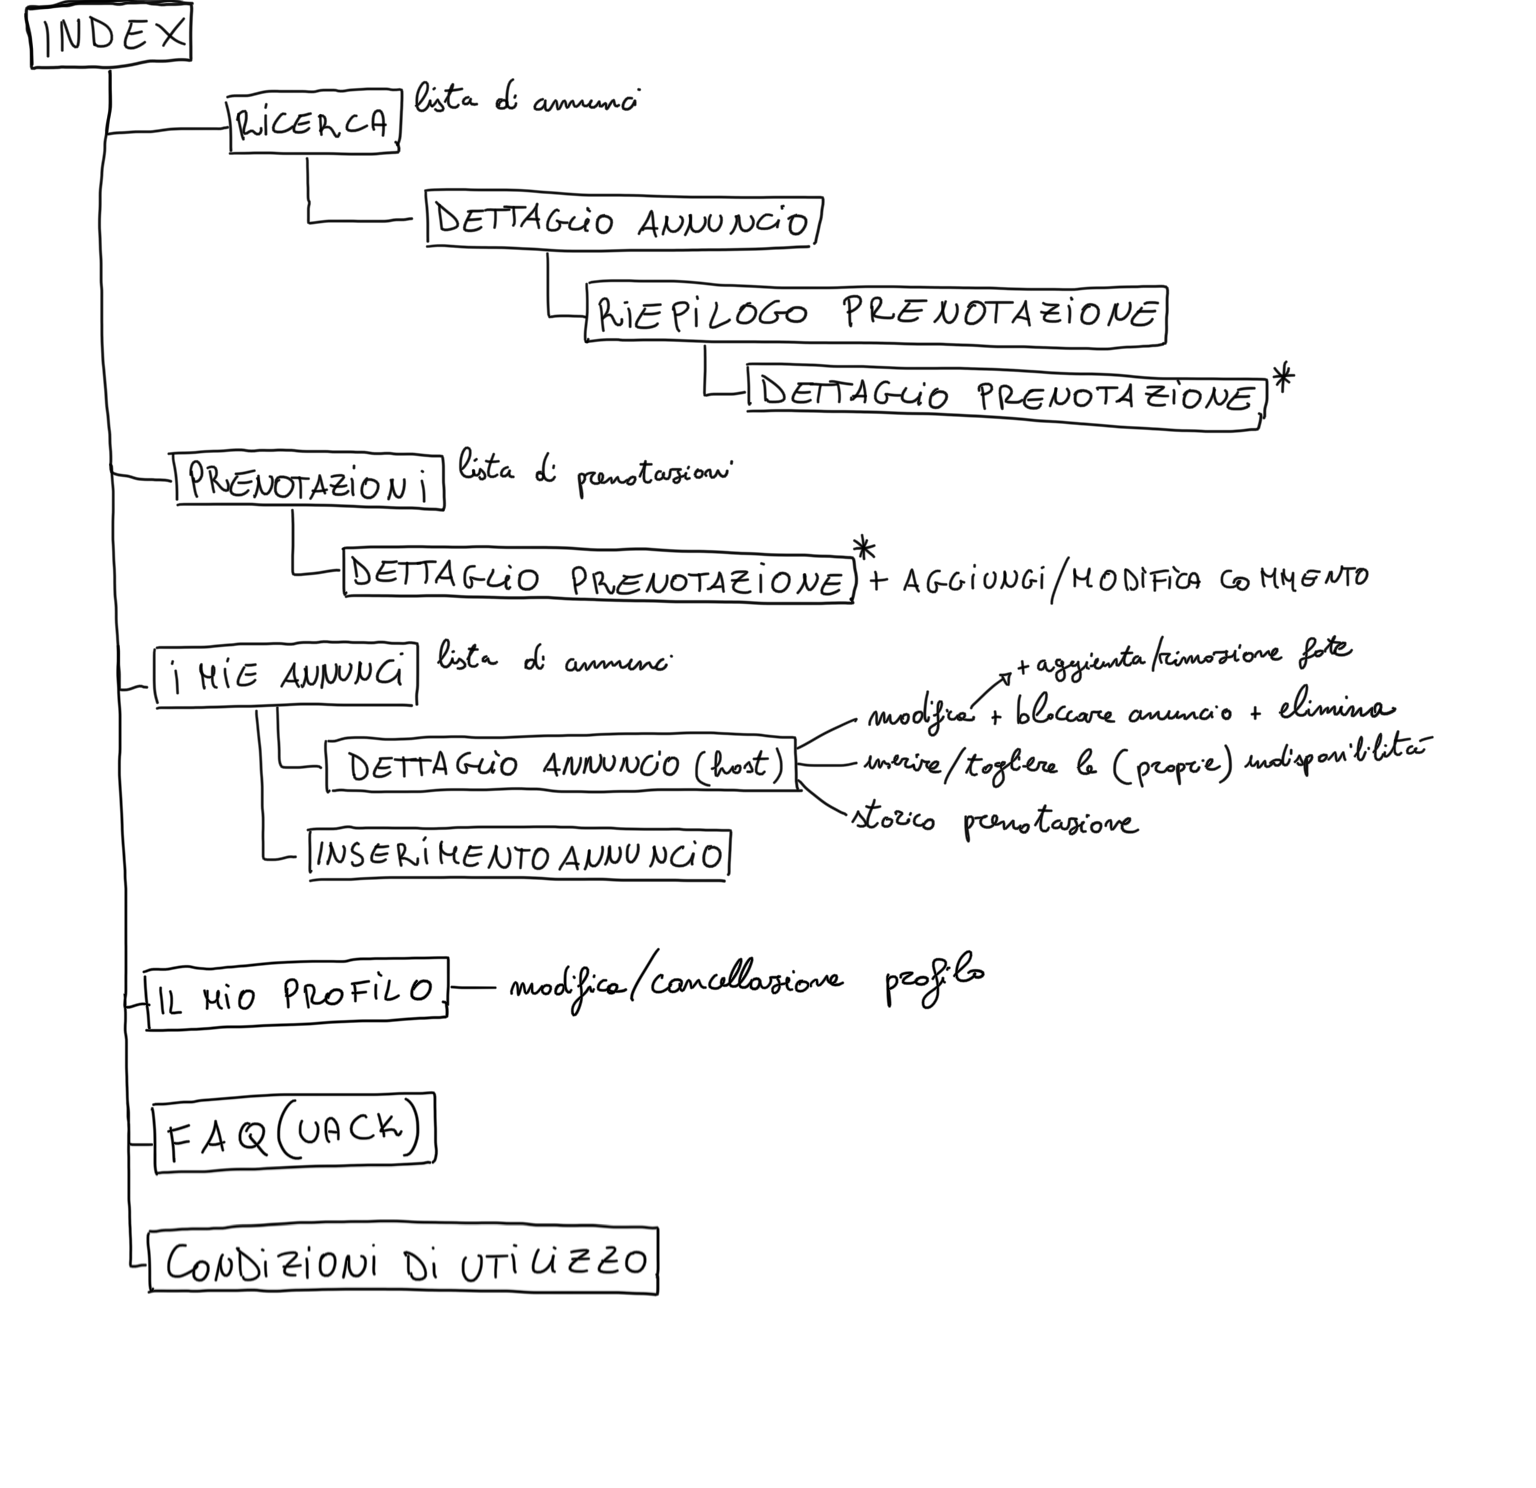 INDEX
RICERCA lista di annunci
DETTAGLIO ANNUNCIO
RIEPILOGO PRENOTAZIONE
DETTAGLIO PRENOTAZIONE *
PRENOTAZIONI lista di prenotazioni
DETTAGLIO PRENOTAZIONE * + AGGIUNGI/MODIFICA COMMENTO
I MIE ANNUNCI lista di annunci
+ aggiunta/rimozione foto
modifica + bloccare anuncio + elimina
DETTAGLIO ANNUNCIO (host)
inserire/togliere le (proprie) indisponibilità
storico prenotazione
INSERIMENTO ANNUNCIO
IL MIO PROFILO modifica/cancellazione profilo
FAQ (UACK)
CONDIZIONI DI UTILIZZO